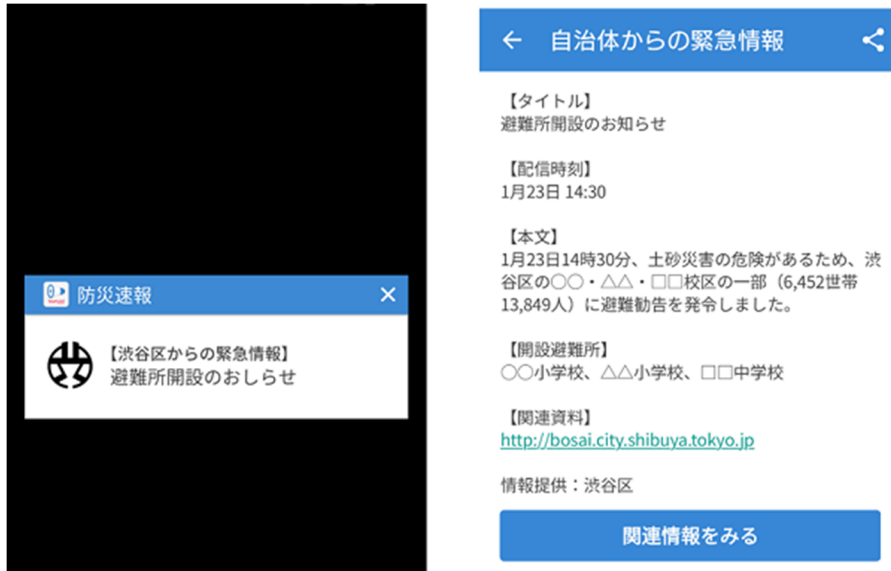 防災速報
【渋谷区からの緊急情報】
避難所開設のおしらせ
自治体からの緊急情報
【タイトル】
避難所開設のお知らせ
【配信時刻】
1月23日 14:30
【本文】
1月23日14時30分、土砂災害の危険があるため、渋
谷区の○○・△△・□□校区の一部（6,452世帯
13,849人）に避難勧告を発令しました。
【開設避難所】
○○小学校、△△小学校、□□中学校
【関連資料】
http://bosai.city.shibuya.tokyo.jp
情報提供：渋谷区
関連情報をみる